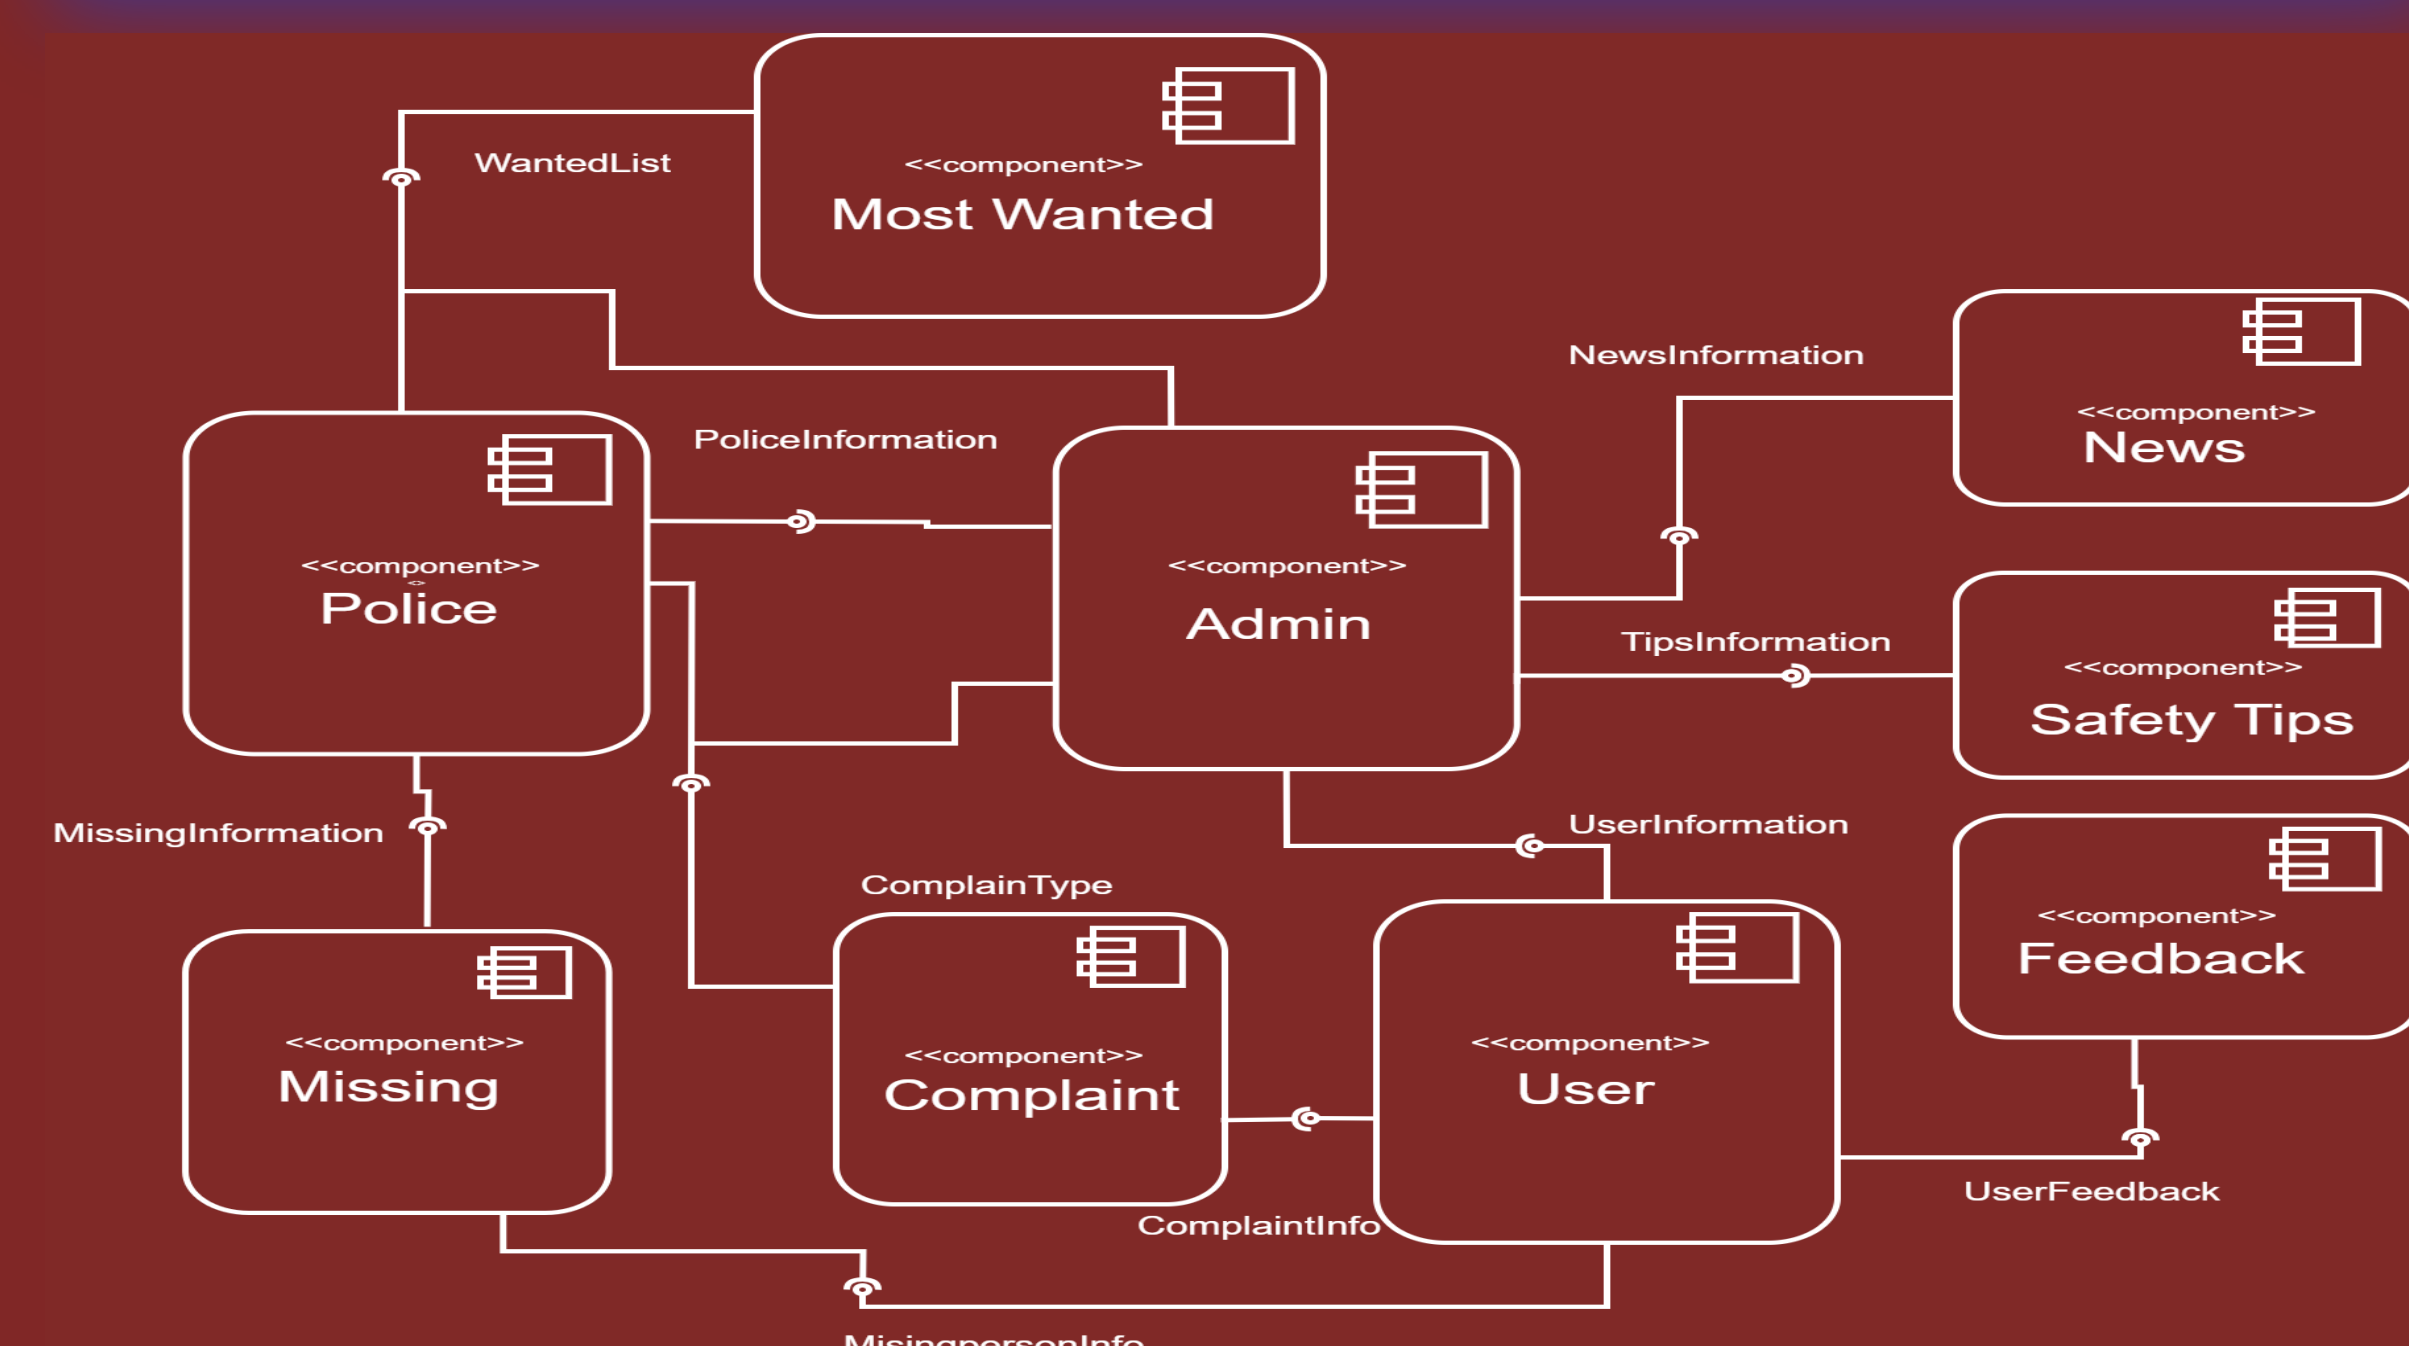 WantedList
<<component>>
Most Wanted
NewsInformation
<<component>>
News
PoliceInformation
<<component>>
<>
Police
<<component>>
Admin
TipsInformation
<<component>>
Safety Tips
MissingInformation
UserInformation
ComplainType
<<component>>
Feedback
<<component>>
Missing
<<component>>
Complaint
<<component>>
User
UserFeedback
ComplaintInfo
MisingpersonInfo